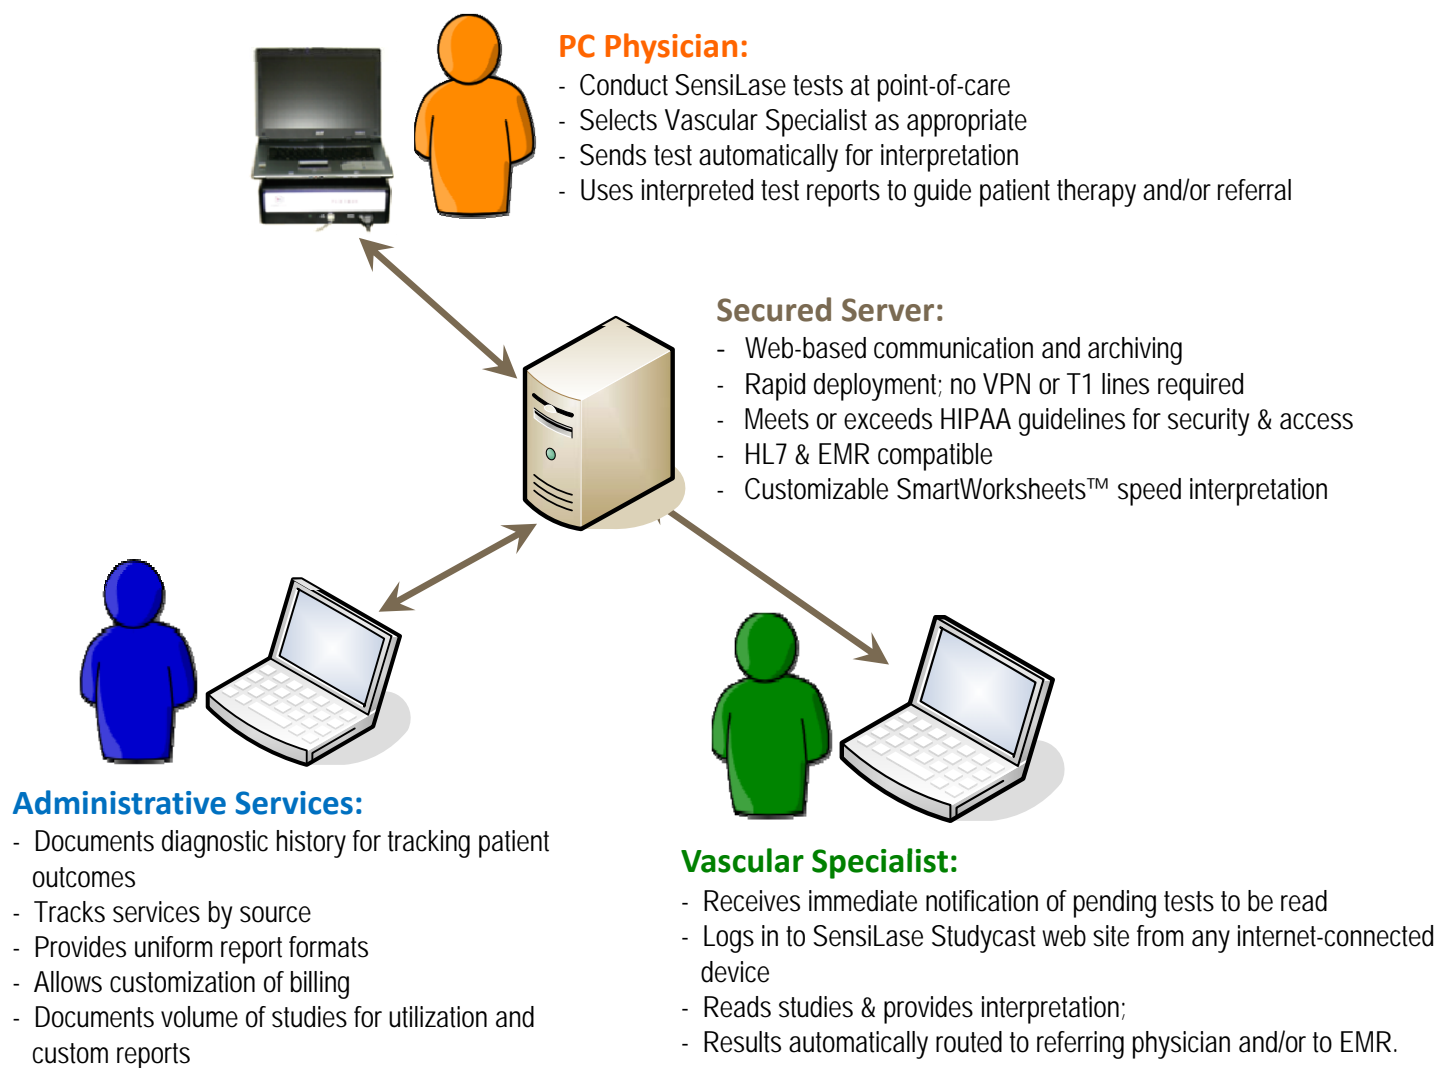 PC Physician:
- Conduct SensiLase tests at point-of-care
- Selects Vascular Specialist as appropriate
- Sends test automatically for interpretation
- Uses interpreted test reports to guide patient therapy and/or referral
Secured Server:
- Web-based communication and archiving
- Rapid deployment; no VPN or T1 lines required
- Meets or exceeds HIPAA guidelines for security & access
- HL7 & EMR compatible
- Customizable SmartWorksheets™ speed interpretation
Administrative Services:
- Documents diagnostic history for tracking patient
outcomes
- Tracks services by source
- Provides uniform report formats
- Allows customization of billing
- Documents volume of studies for utilization and
custom reports
Vascular Specialist:
- Receives immediate notification of pending tests to be read
- Logs in to SensiLase Studycast web site from any internet-connected
device
- Reads studies & provides interpretation;
- Results automatically routed to referring physician and/or to EMR.